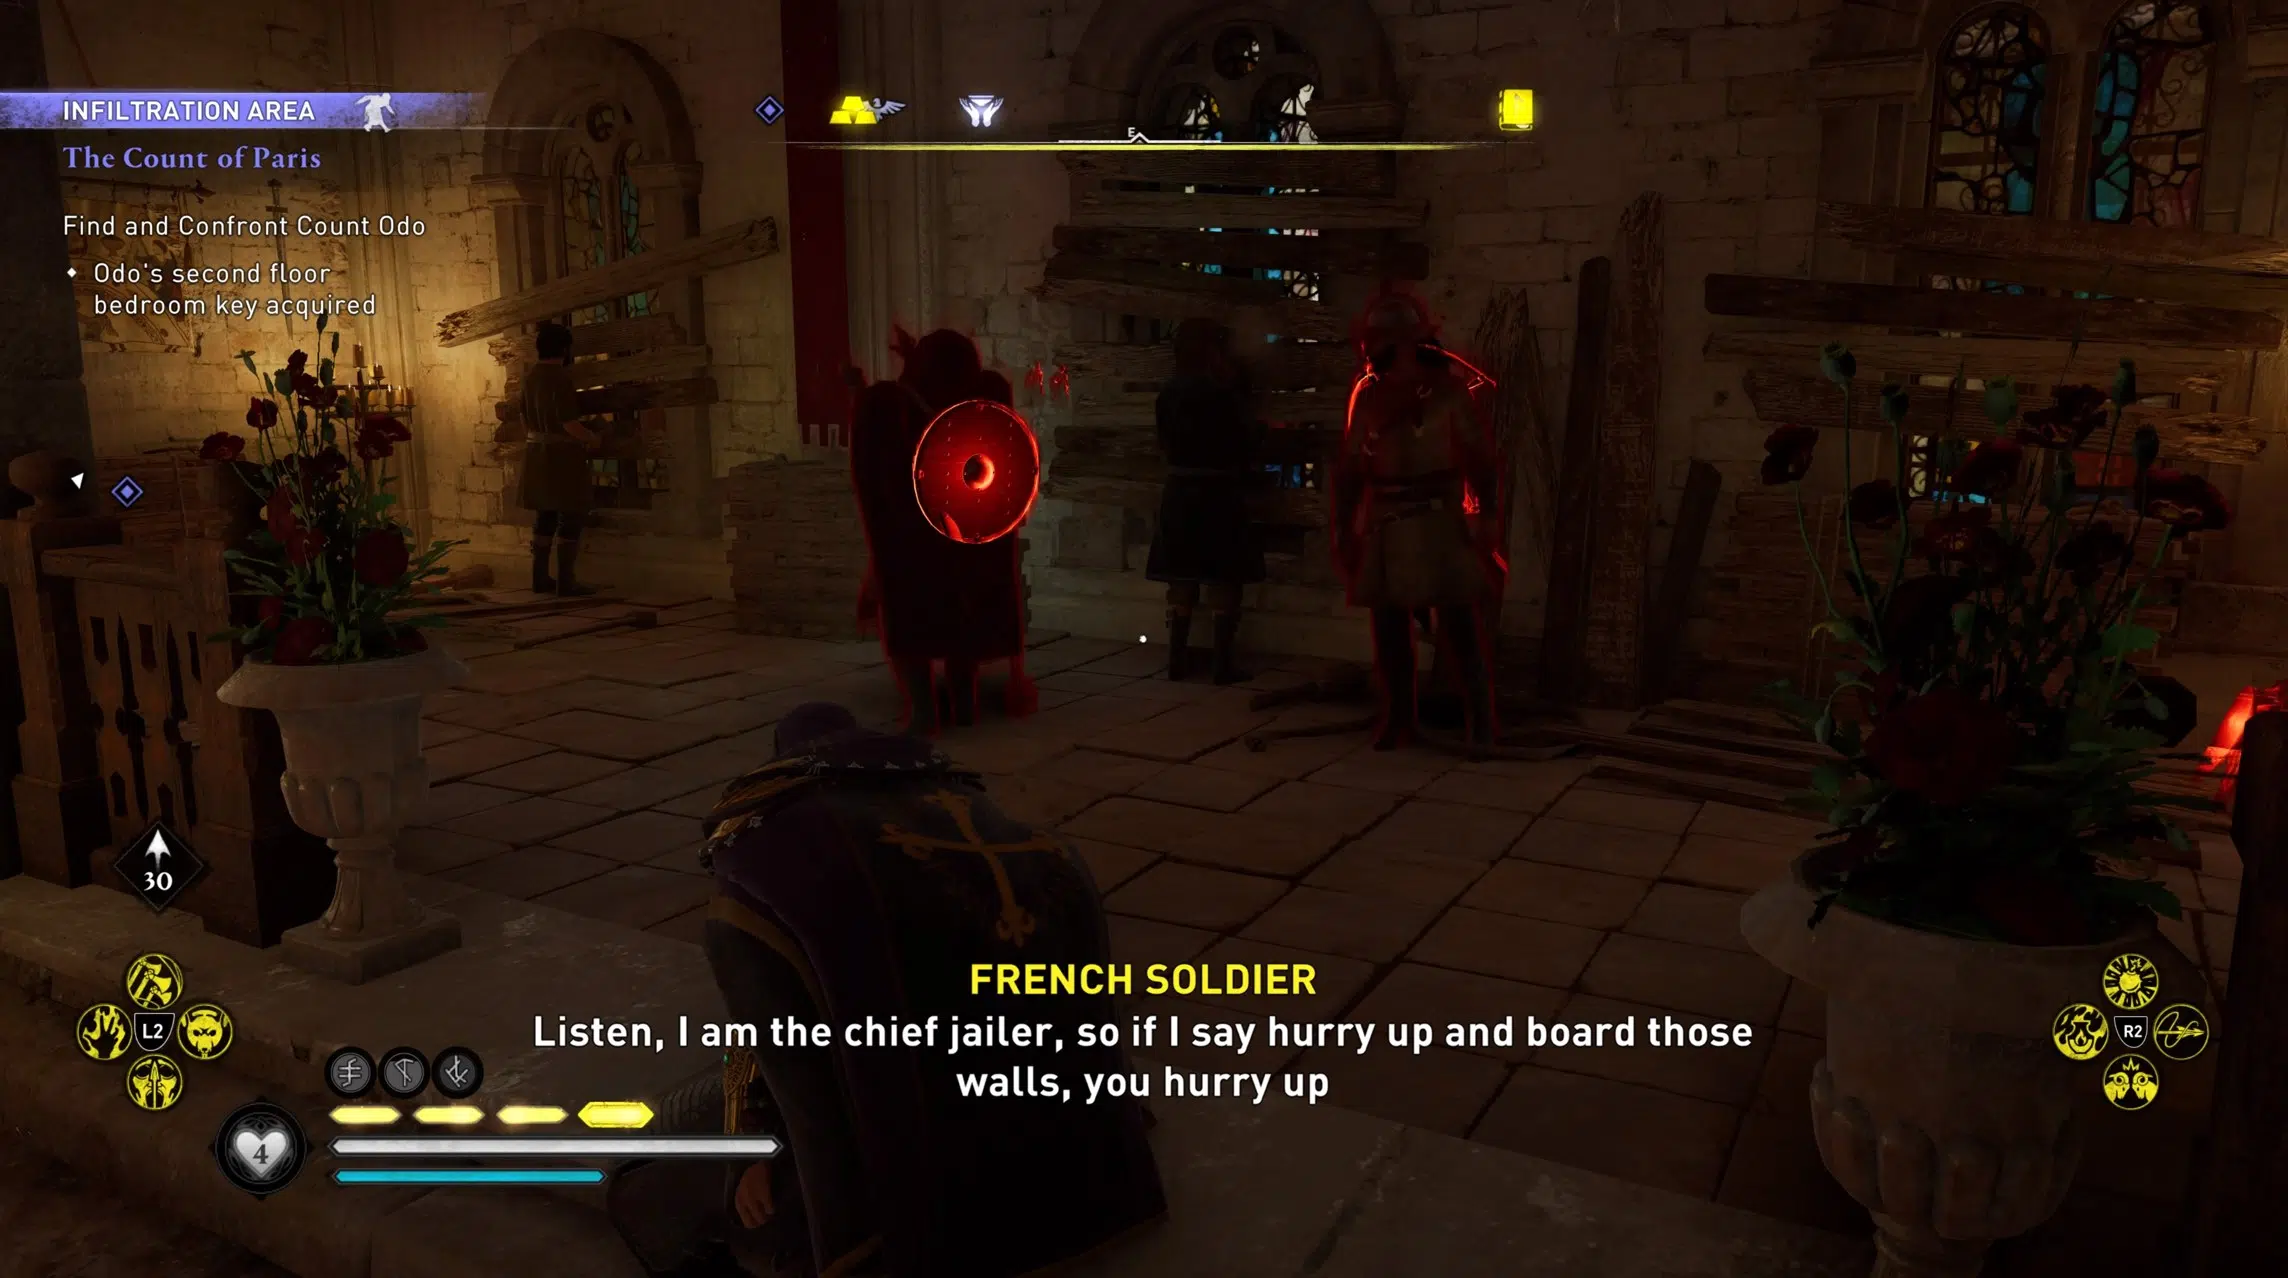 INFILTRATION AREA
The Count of Paris
Find and Confront Count Odo
Odo's second floor
bedroom key acquired
E
30
L2
R2
4
FRENCH SOLDIER
Listen, I am the chief jailer, so if I say hurry up and board those
walls, you hurry up